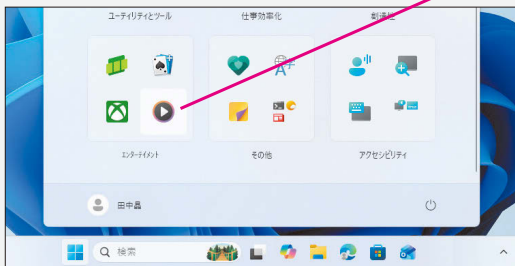 ユーティリティとツール
仕事効率化
創造性
エンターテイメント
その他
アクセシビリティ
田中晶
検索